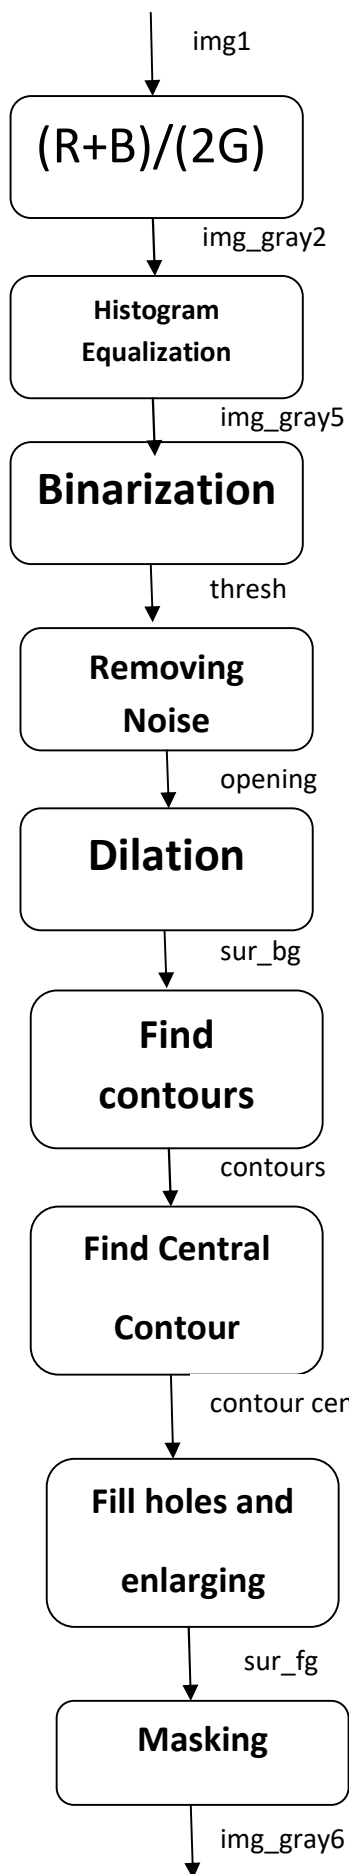 img1
(R+B)/(2G)
img_gray2
Histogram
Equalization
img_gray5
Binarization
thresh
Removing
Noise
opening
Dilation
sur_bg
Find
contours
contours
Find Central
Contour
contour cen
Fill holes and
enlarging
sur_fg
Masking
img_gray6